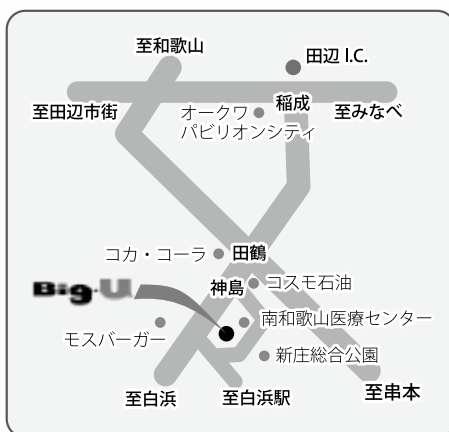 至和歌山
田辺 I.C.
至田辺市街
オークワ
パビリオンシティ
稲成
至みなべ
コカ・コーラ
田鶴
神島
コスモ石油
Big・U
南和歌山医療センター
モスバーガー
新庄総合公園
至白浜
至白浜駅
至串本